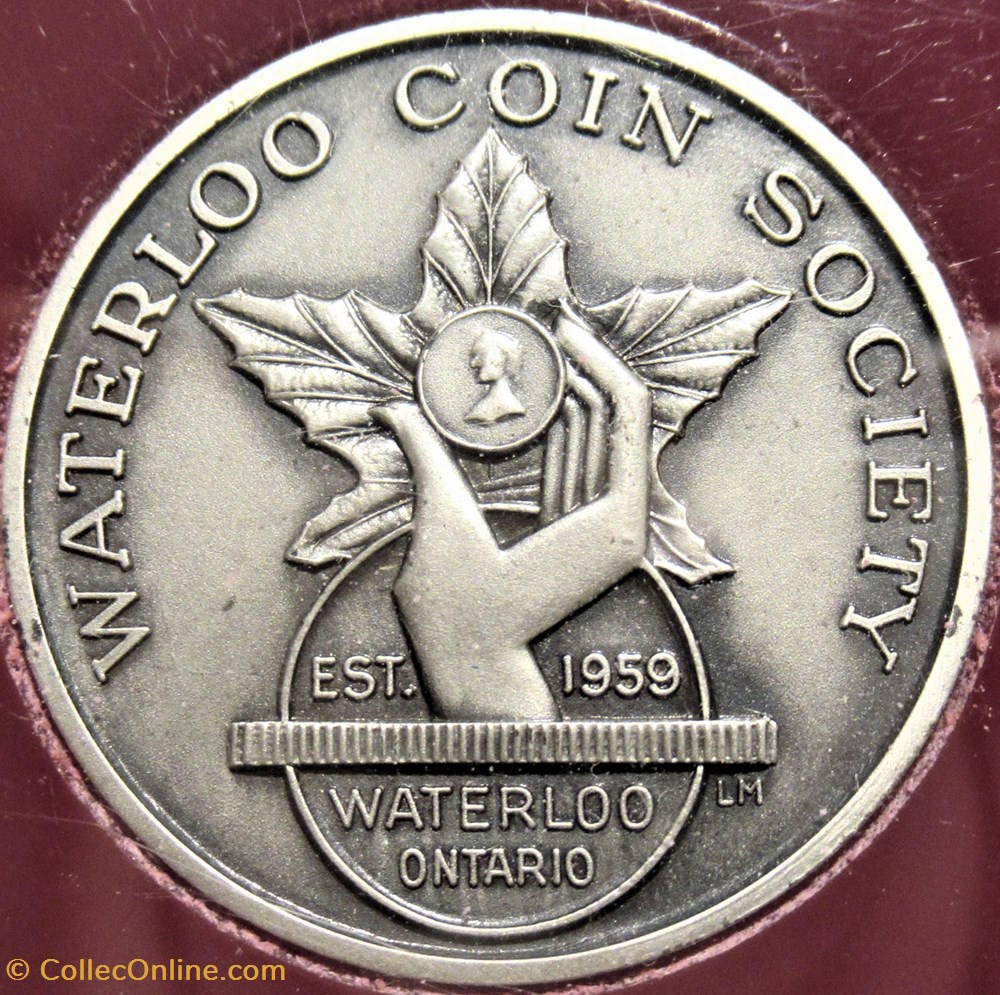 WATERLOO COIN SOCIETY
EST. 1959
LM
WATERLOO
ONTARIO
© CollecOnline.com